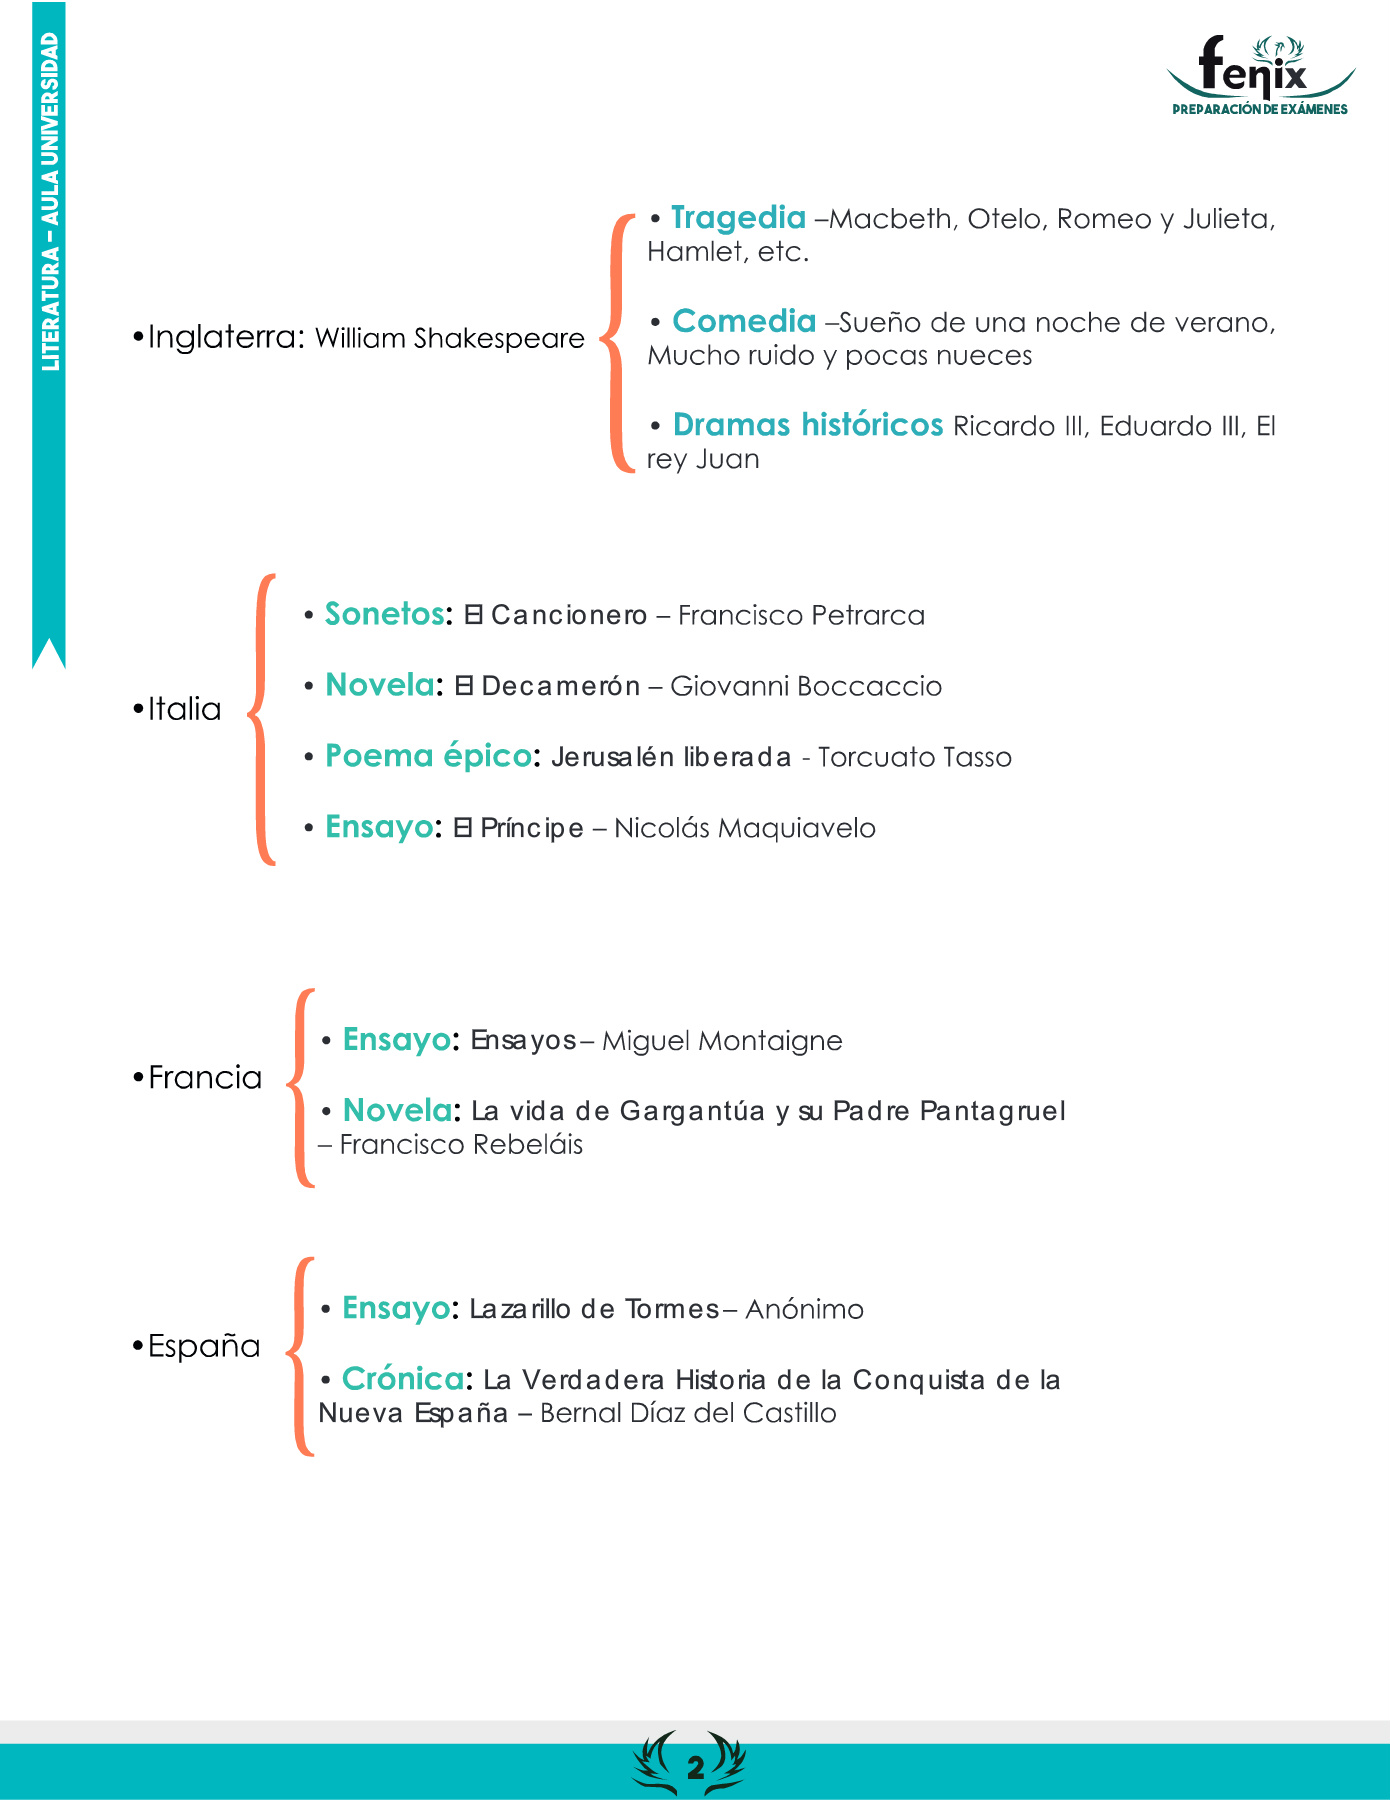 LITERATURA – AULA UNIVERSIDAD
fenix
PREPARACIÓN DE EXÁMENES
•Inglaterra: William Shakespeare
• Tragedia –Macbeth, Otelo, Romeo y Julieta,
Hamlet, etc.
• Comedia –Sueño de una noche de verano,
Mucho ruido y pocas nueces
• Dramas históricos Ricardo III, Eduardo III, El
rey Juan
•Italia
• Sonetos: El Cancionero – Francisco Petrarca
• Novela: El Decamerón – Giovanni Boccaccio
• Poema épico: Jerusalén liberada - Torcuato Tasso
• Ensayo: El Príncipe – Nicolás Maquiavelo
•Francia
• Ensayo: Ensayos – Miguel Montaigne
• Novela: La vida de Gargantúa y su Padre Pantagruel
– Francisco Rebeláis
•España
• Ensayo: Lazarillo de Tormes – Anónimo
• Crónica: La Verdadera Historia de la Conquista de la
Nueva España – Bernal Díaz del Castillo
2